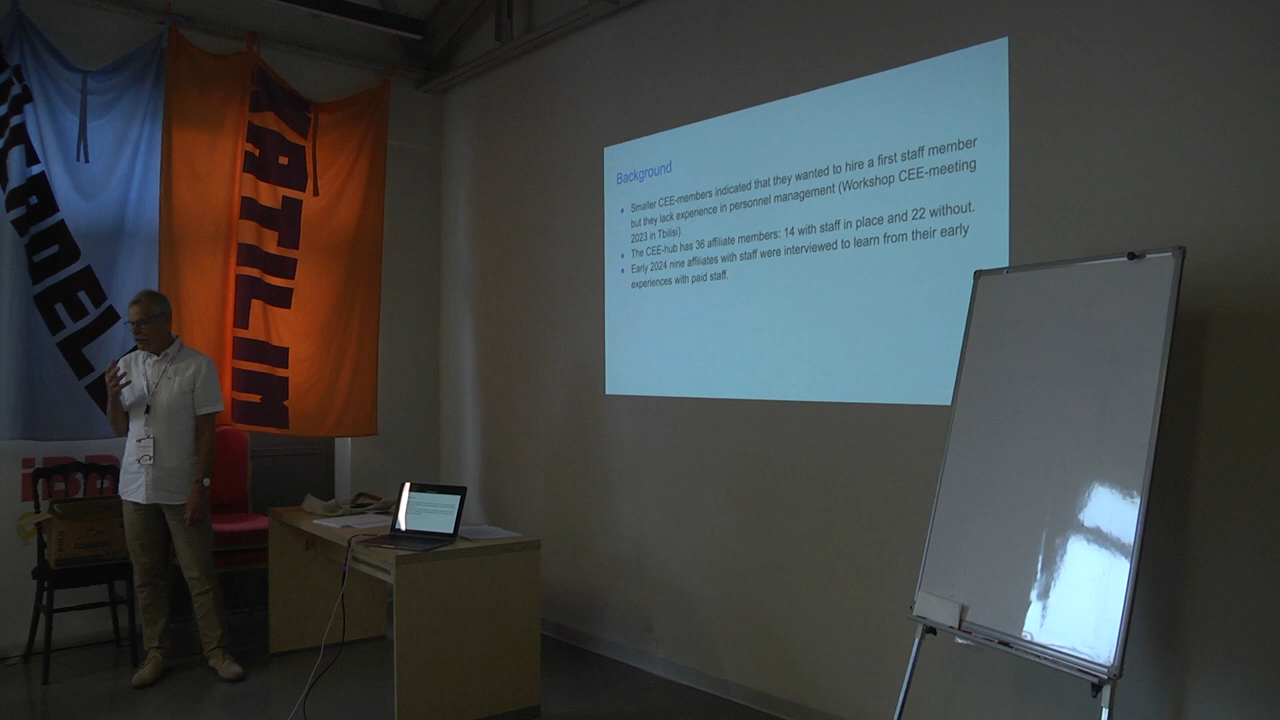 KATILIM
Background
Smaller CEE-members indicated that they wanted to hire a first staff member
but they lack experience in personnel management (Workshop CEE-meeting
2023 in Tbilisi).
The CEE-hub has 36 affiliate members: 14 with staff in place and 22 without.
Early 2024 nine affiliates with staff were interviewed to learn from their early
experiences with paid staff.